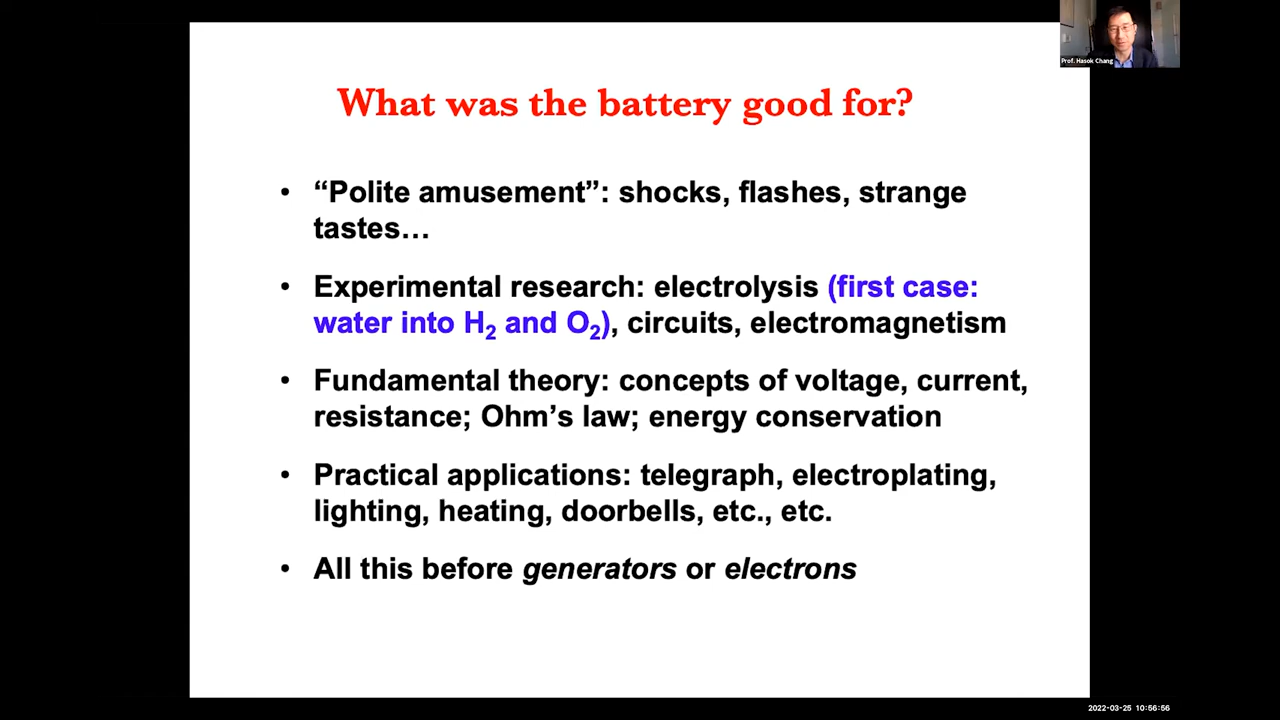 Prof. Hasok Chang
What was the battery good for?
• “Polite amusement”: shocks, flashes, strange
tastes…
• Experimental research: electrolysis (first case:
water into H₂ and O₂), circuits, electromagnetism
• Fundamental theory: concepts of voltage, current,
resistance; Ohm’s law; energy conservation
• Practical applications: telegraph, electroplating,
lighting, heating, doorbells, etc., etc.
• All this before generators or electrons
2022-03-25 10:56:56